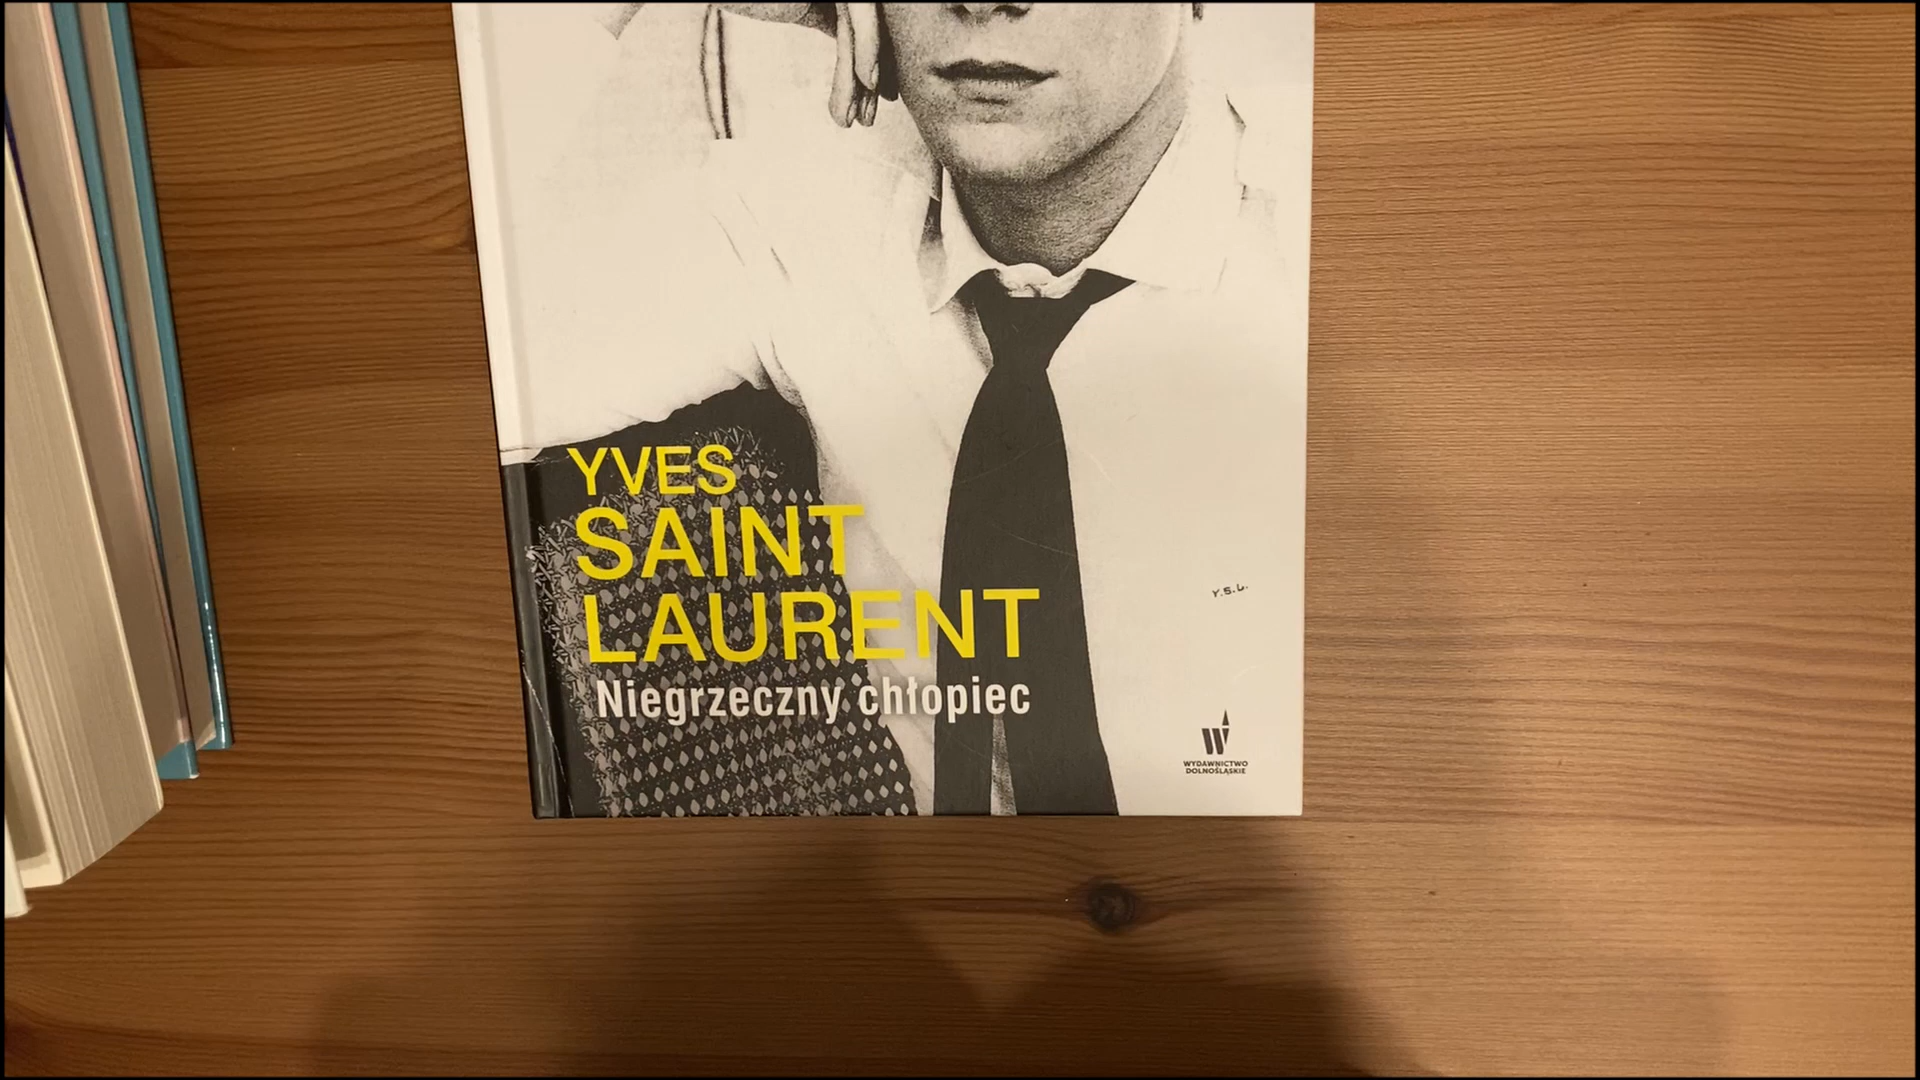 YVES
SAINT
LAURENT
Niegrzeczny chłopiec
Y.S.L.
W
WYDAWNICTWO
DOLNOŚLĄSKIE